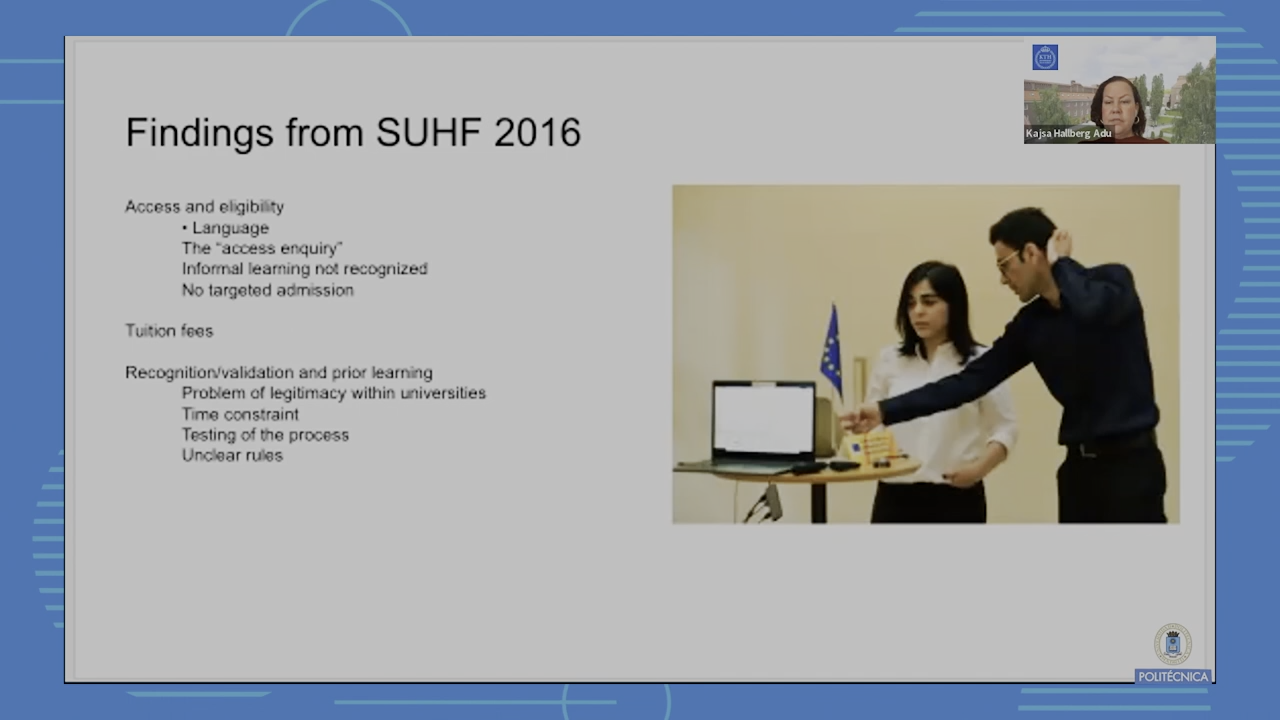 Findings from SUHF 2016
Access and eligibility
• Language
The “access enquiry”
Informal learning not recognized
No targeted admission
Tuition fees
Recognition/validation and prior learning
Problem of legitimacy within universities
Time constraint
Testing of the process
Unclear rules
KTH
Kajsa Hallberg Adu
POLITÉCNICA